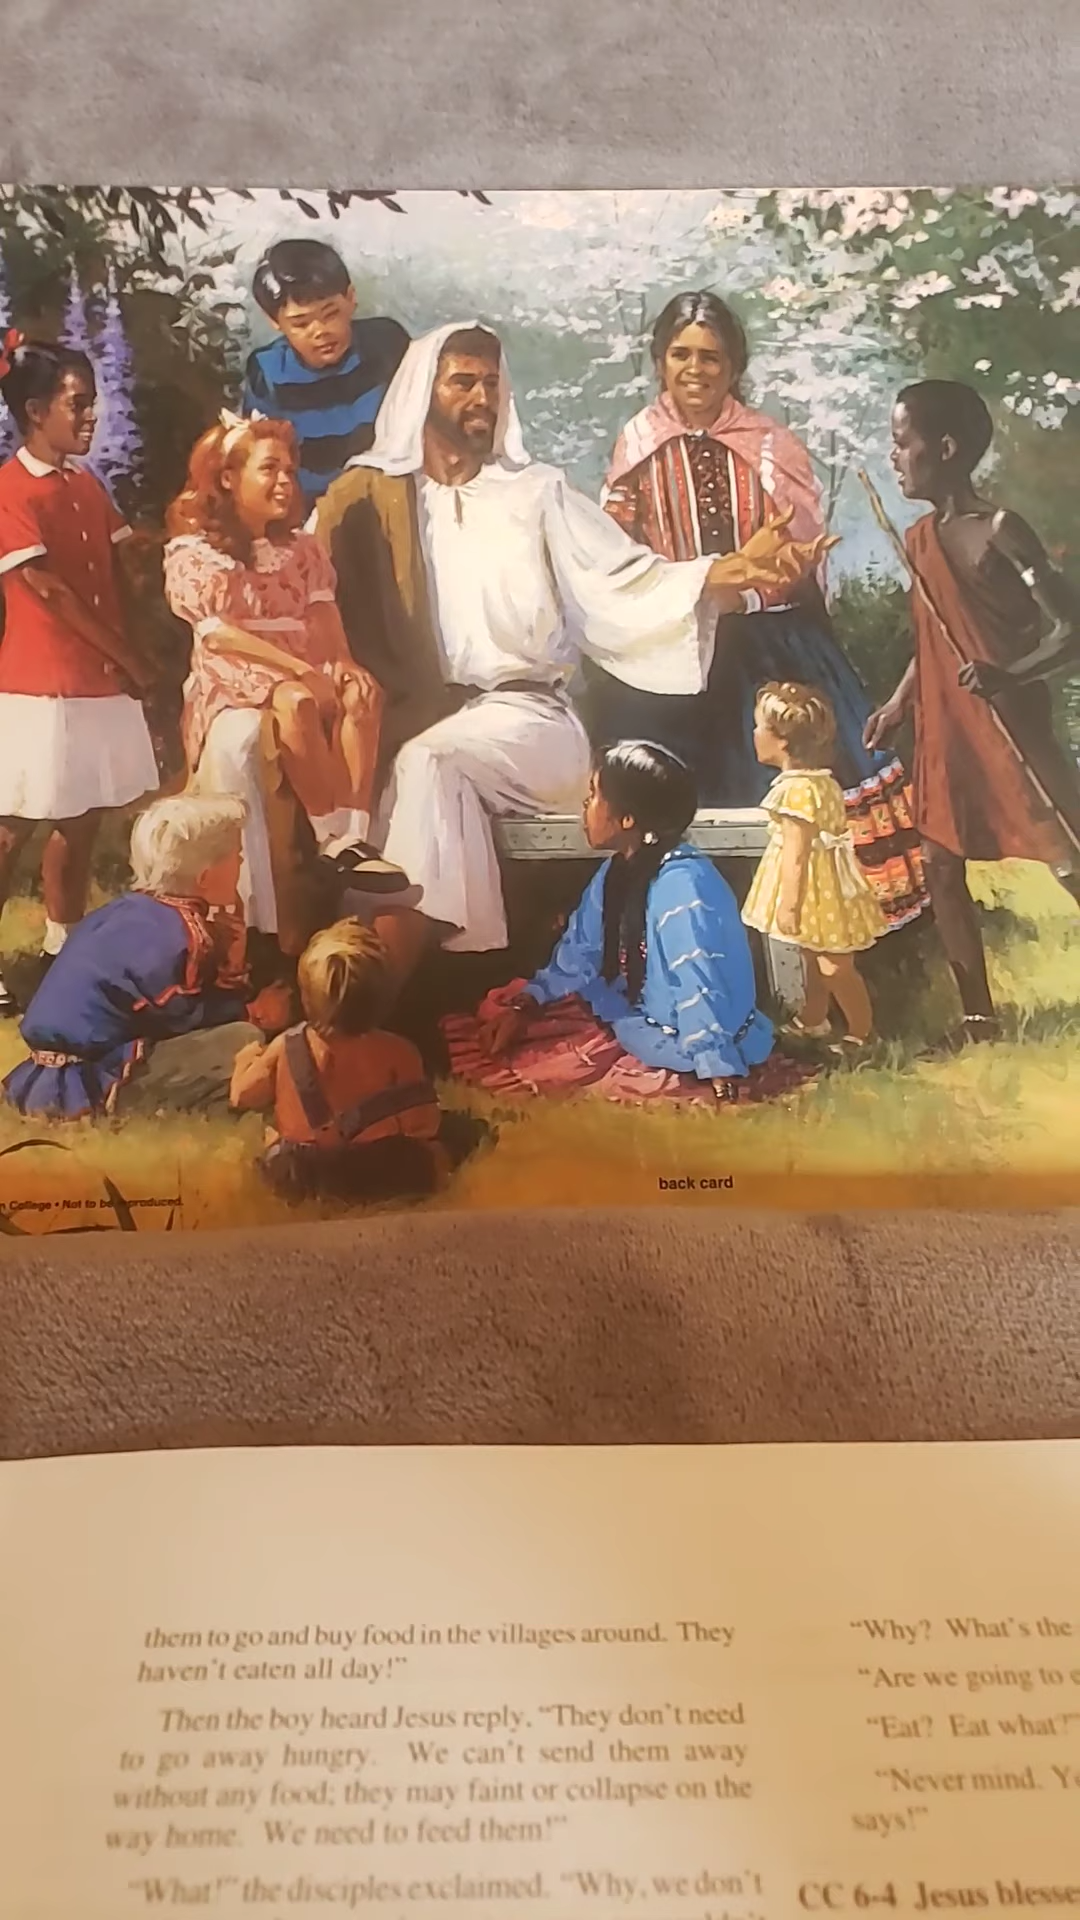 College • Not to be produced.
back card
them to go and buy food in the villages around. They
haven't eaten all day!"
Then the boy heard Jesus reply, "They don't need
to go away hungry. We can't send them away
without any food; they may faint or collapse on the
way home. We need to feed them!"
"What!" the disciples exclaimed. "Why, we don't
"Why? What's the
"Are we going to
"Eat? Eat what?"
"Never mind.
says!"
CC 6-4 Jesus blesse